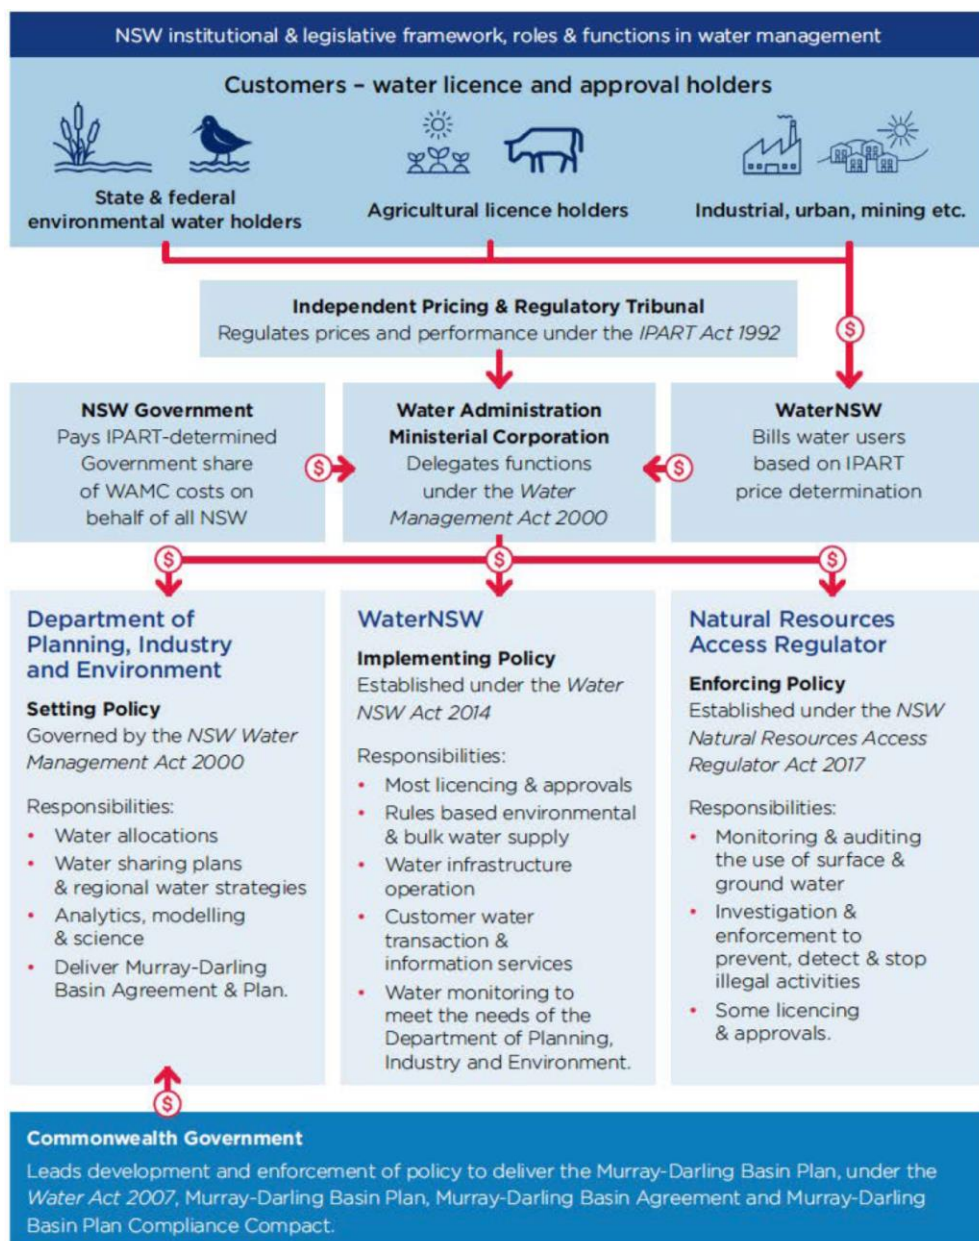 NSW institutional & legislative framework, roles & functions in water management
Customers – water licence and approval holders
State & federal
environmental water holders
Agricultural licence holders
Industrial, urban, mining etc.
Independent Pricing & Regulatory Tribunal
Regulates prices and performance under the IPART Act 1992
$
NSW Government
Pays IPART-determined
Government share
of WAMC costs on
behalf of all NSW
$
Water Administration
Ministerial Corporation
Delegates functions
under the Water
Management Act 2000
$
WaterNSW
Bills water users
based on IPART
price determination
$
$
$
Department of
Planning, Industry
and Environment
Setting Policy
Governed by the NSW Water
Management Act 2000
Responsibilities:
• Water allocations
• Water sharing plans
& regional water strategies
• Analytics, modelling
& science
• Deliver Murray-Darling
Basin Agreement & Plan.
WaterNSW
Implementing Policy
Established under the Water
NSW Act 2014
Responsibilities:
• Most licencing & approvals
• Rules based environmental
& bulk water supply
• Water infrastructure
operation
• Customer water
transaction &
information services
• Water monitoring to
meet the needs of the
Department of Planning,
Industry and Environment.
Natural Resources
Access Regulator
Enforcing Policy
Established under the NSW
Natural Resources Access
Regulator Act 2017
Responsibilities:
• Monitoring & auditing
the use of surface &
ground water
• Investigation &
enforcement to
prevent, detect & stop
illegal activities
• Some licencing
& approvals.
$
Commonwealth Government
Leads development and enforcement of policy to deliver the Murray-Darling Basin Plan, under the
Water Act 2007, Murray-Darling Basin Plan, Murray-Darling Basin Agreement and Murray-Darling
Basin Plan Compliance Compact.